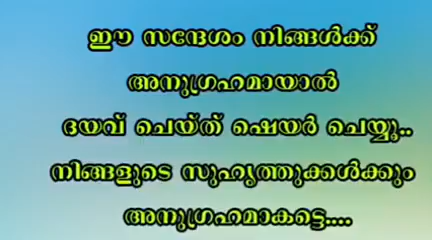 ഈ സന്ദേശം നിങ്ങൾക്ക്
അനുഗ്രഹമായാൽ
ദയവ് ചെയ്ത് ഷെയർ ചെയ്യൂ..
നിങ്ങളുടെ സുഹൃത്തുക്കൾക്കും
അനുഗ്രഹമാകട്ടെ....